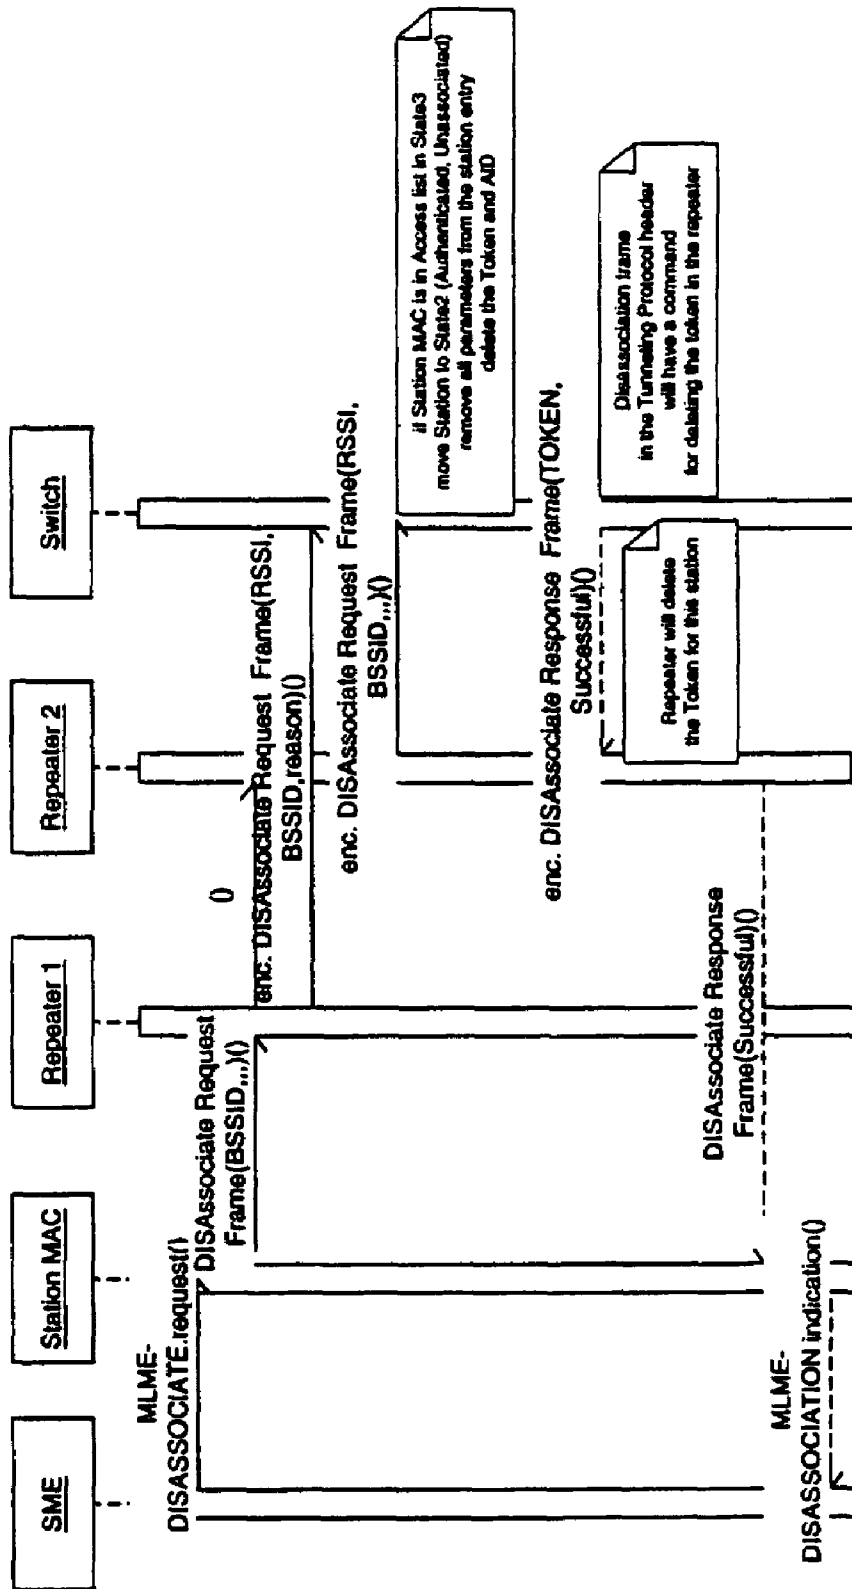 SME
Station MAC
Repeater 1
Repeater 2
Switch
MLME-
DISASSOCIATE.request()
DISAssociate Request
Frame(BSSID,,,)()
()
enc. DISAssociate Request Frame(RSSI,
BSSID,reason)()
enc. DISAssociate Request Frame(RSSI,
BSSID,,,)()
if Station MAC is in Access list in State3
move Station to State2 (Authenticated, Unassociated)
remove all parameters from the station entry
delete the Token and AID
enc. DISAssociate Response Frame(TOKEN,
Successful)()
Disassociation frame
in the Tunneling Protocol header
will have a command
for deleting the token in the repeater
Repeater will delete
the Token for this station
DISAssociate Response
Frame(Successful)()
MLME-
DISASSOCIATION indication()